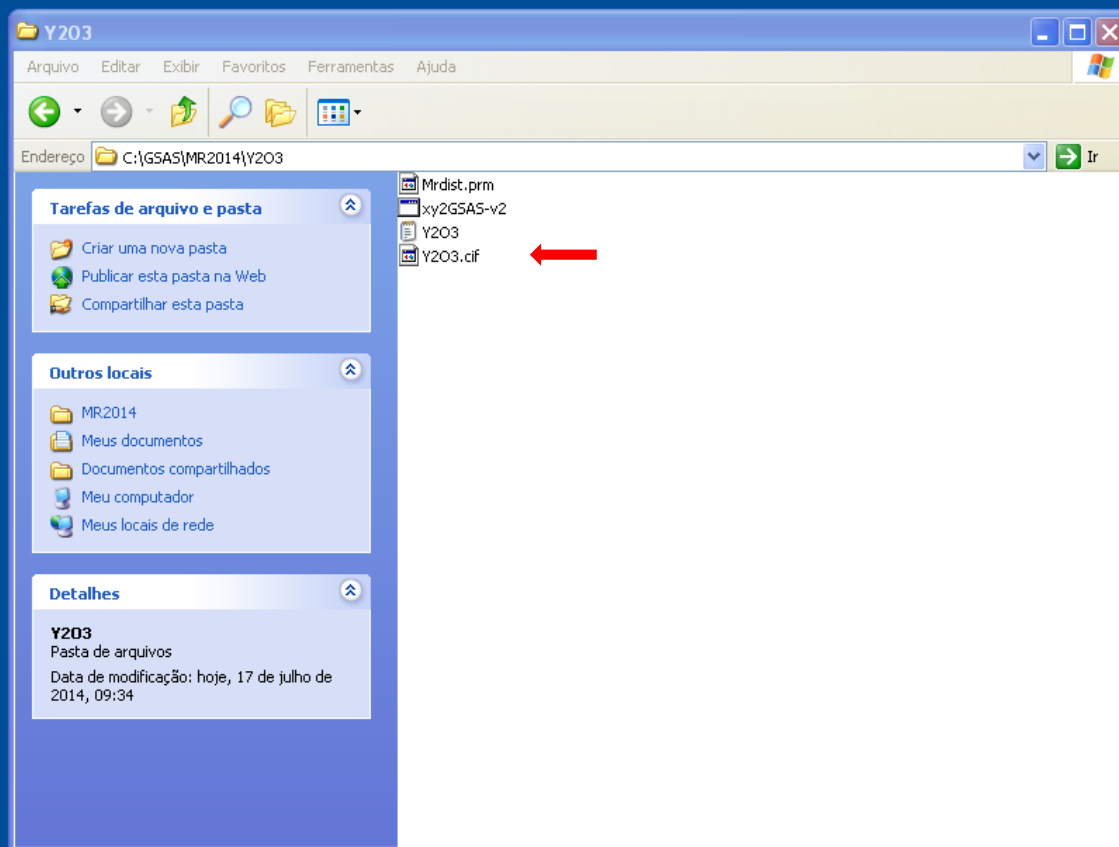 Y2O3
Arquivo Editar Exibir Favoritos Ferramentas Ajuda
Endereço C:\GSAS\MR2014\Y2O3 Ir
Tarefas de arquivo e pasta
Criar uma nova pasta
Publicar esta pasta na Web
Compartilhar esta pasta
Outros locais
MR2014
Meus documentos
Documentos compartilhados
Meu computador
Meus locais de rede
Detalhes
Y2O3
Pasta de arquivos
Data de modificação: hoje, 17 de julho de
2014, 09:34
Mrdist.prm
xy2GSAS-v2
Y2O3
Y2O3.cif